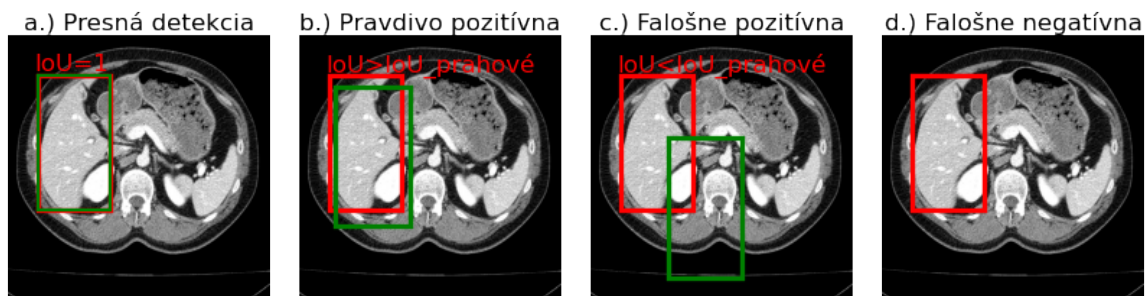 a.) Presná detekcia
b.) Pravdivo pozitívna
c.) Falošne pozitívna
d.) Falošne negatívna
IoU=1
IoU>IoU_prahové
IoU<IoU_prahové